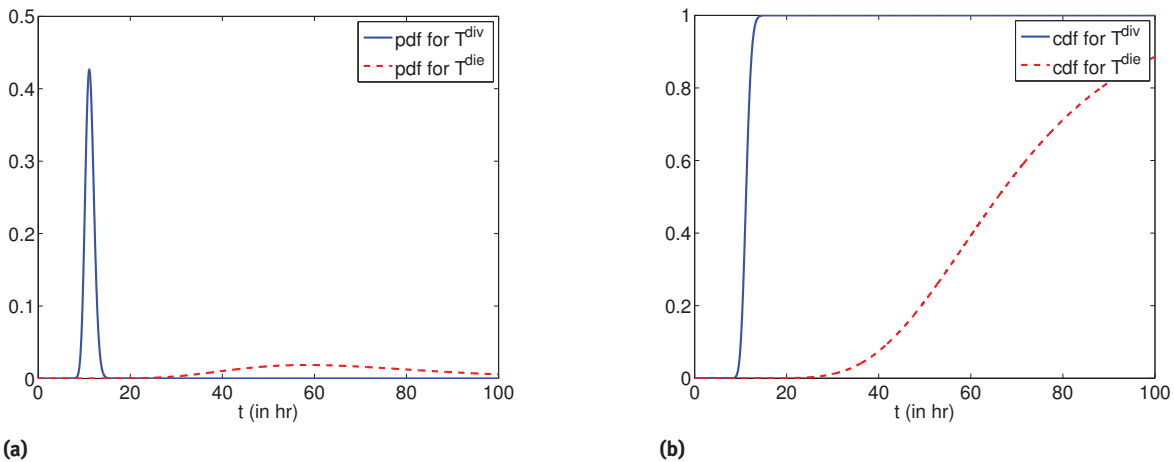 0.5
0.4
0.3
0.2
0.1
0
0 20 40 60 80 100
t (in hr)
pdf for T^div
pdf for T^die
(a)
1
0.8
0.6
0.4
0.2
0
0 20 40 60 80 100
t (in hr)
cdf for T^div
cdf for T^die
(b)